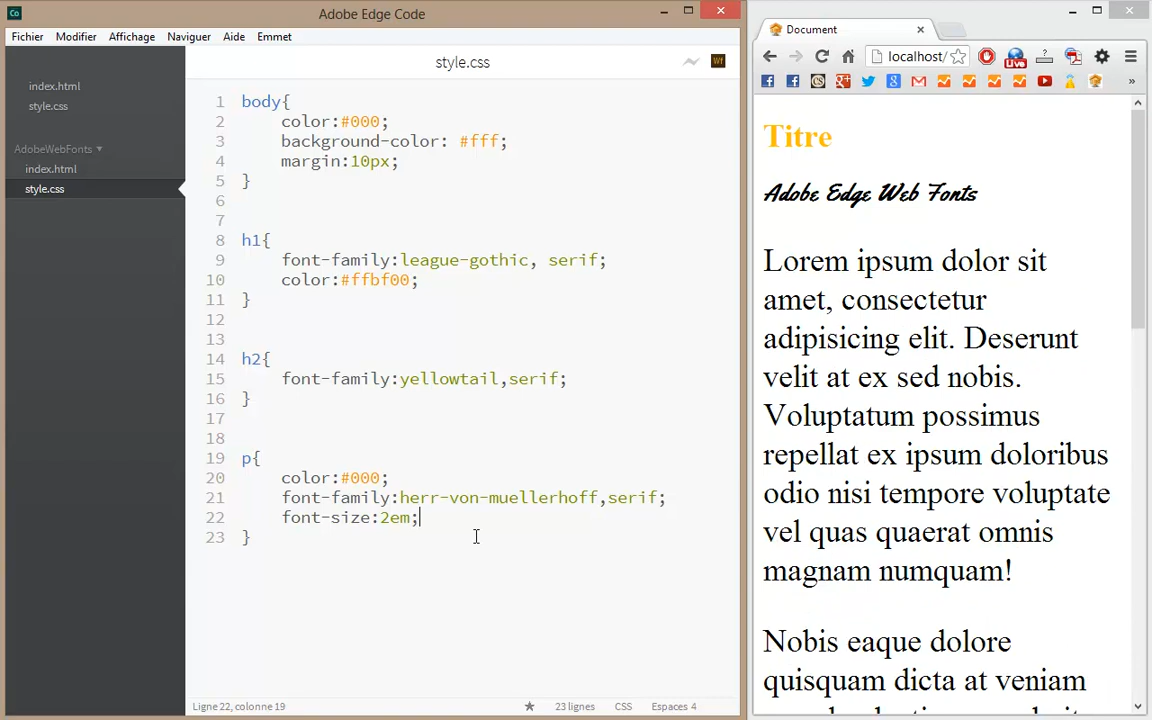 Adobe Edge Code
Fichier Modifier Affichage Naviguer Aide Emmet
index.html
style.css
AdobeWebFonts
index.html
style.css
style.css
Wf
1 body{
2 color:#000;
3 background-color: #fff;
4 margin:10px;
5 }
6
7
8 h1{
9 font-family:league-gothic, serif;
10 color:#ffbf00;
11 }
12
13
14 h2{
15 font-family:yellowtail,serif;
16 }
17
18
19 p{
20 color:#000;
21 font-family:herr-von-muellerhoff,serif;
22 font-size:2em;
23 }
Ligne 22, colonne 19 23 lignes CSS Espaces 4
Document
localhost/
LIVE
Titre
Adobe Edge Web Fonts
Lorem ipsum dolor sit
amet, consectetur
adipisicing elit. Deserunt
velit at ex sed nobis.
Voluptatum possimus
repellat ex ipsum doloribus
odio nisi tempore voluptate
vel quas quaerat omnis
magnam numquam!
Nobis eaque dolore
quisquam dicta at veniam